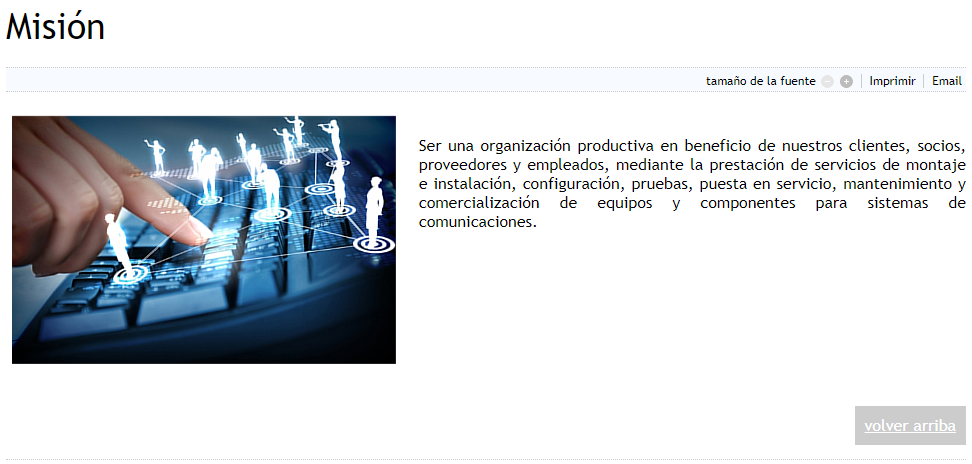 Misión
tamaño de la fuente
Imprimir
Email
Ser una organización productiva en beneficio de nuestros clientes, socios,
proveedores y empleados, mediante la prestación de servicios de montaje
e instalación, configuración, pruebas, puesta en servicio, mantenimiento y
comercialización de equipos y componentes para sistemas de
comunicaciones.
volver arriba